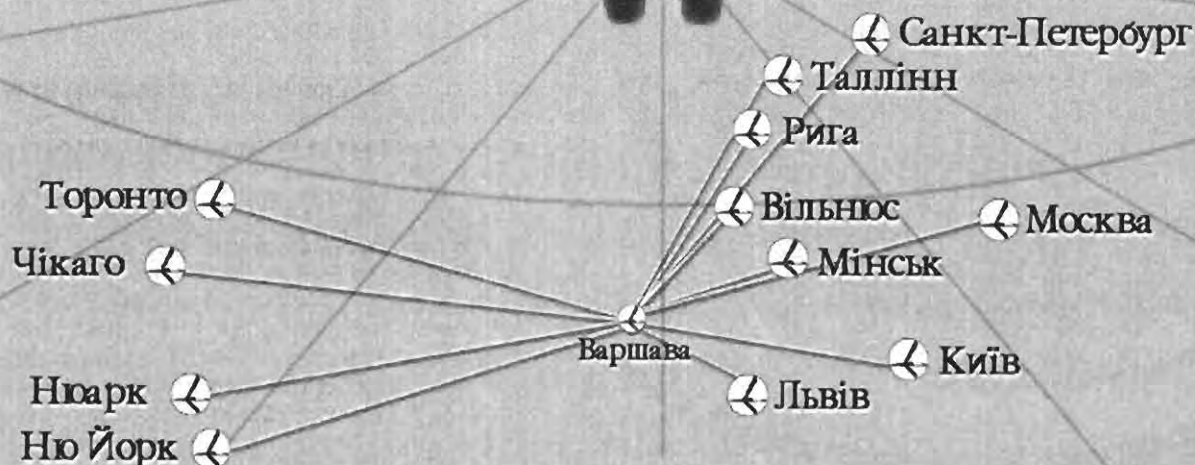 Санкт-Петербург
Таллінн
Рига
Торонто
Вільнюс
Москва
Чікаго
Мінськ
Варшава
Київ
Нюарк
Львів
Ню Йорк